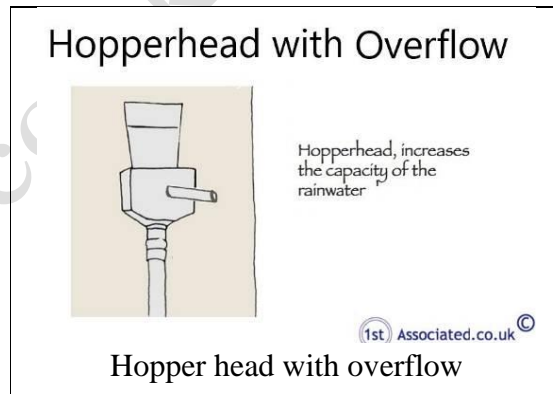 Hopperhead with Overflow
Hopperhead, increases
the capacity of the
rainwater
1st Associated.co.uk ©
Hopper head with overflow